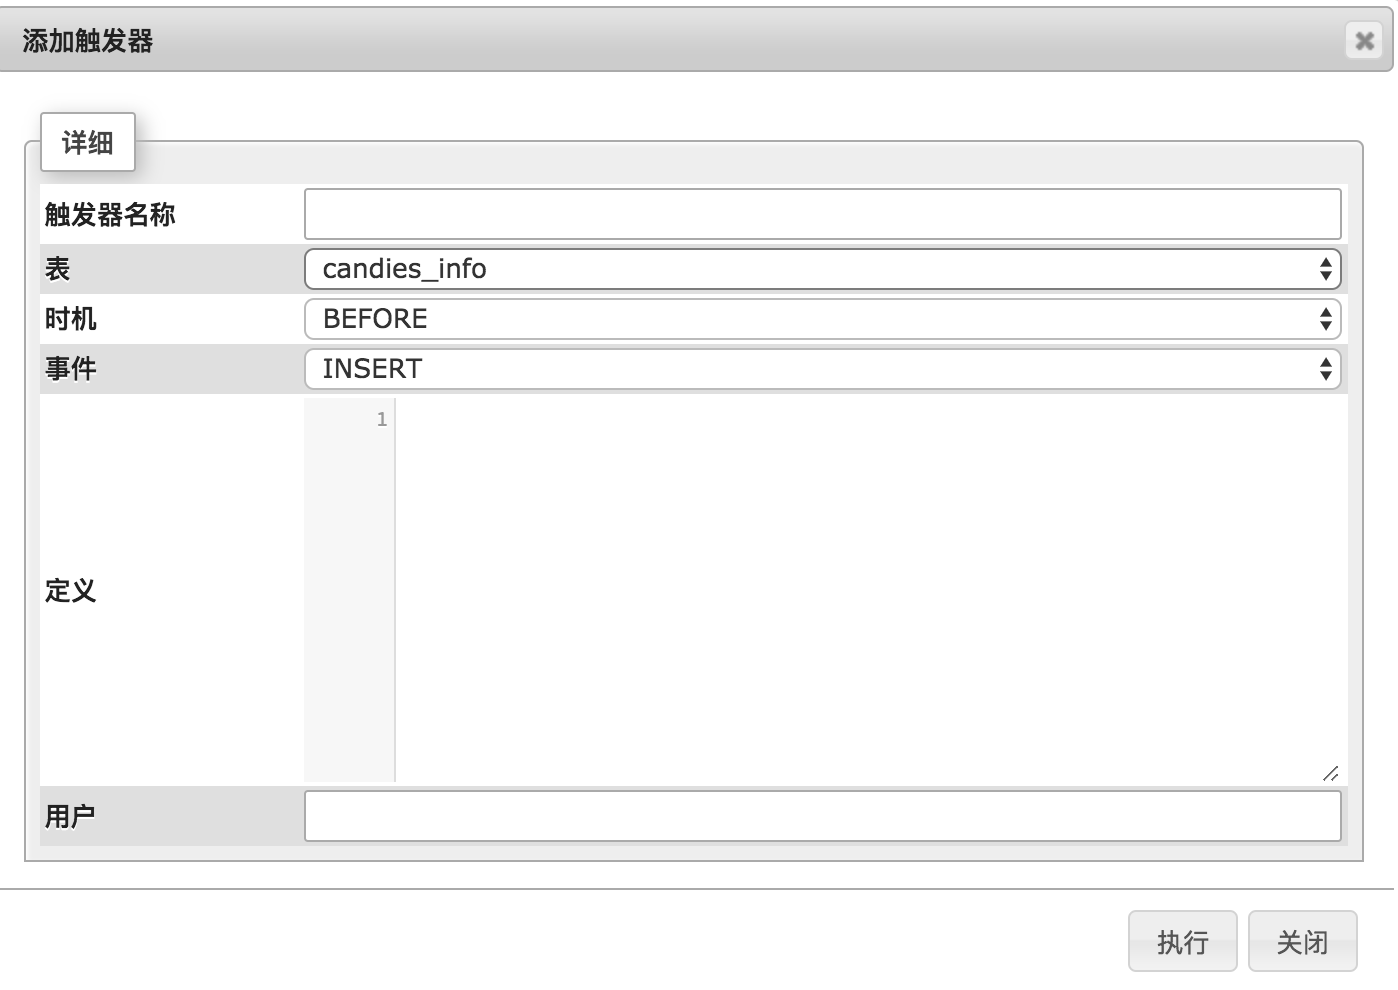 添加触发器
详细
触发器名称
表 candies_info
时机 BEFORE
事件 INSERT
1
定义
用户
执行 关闭